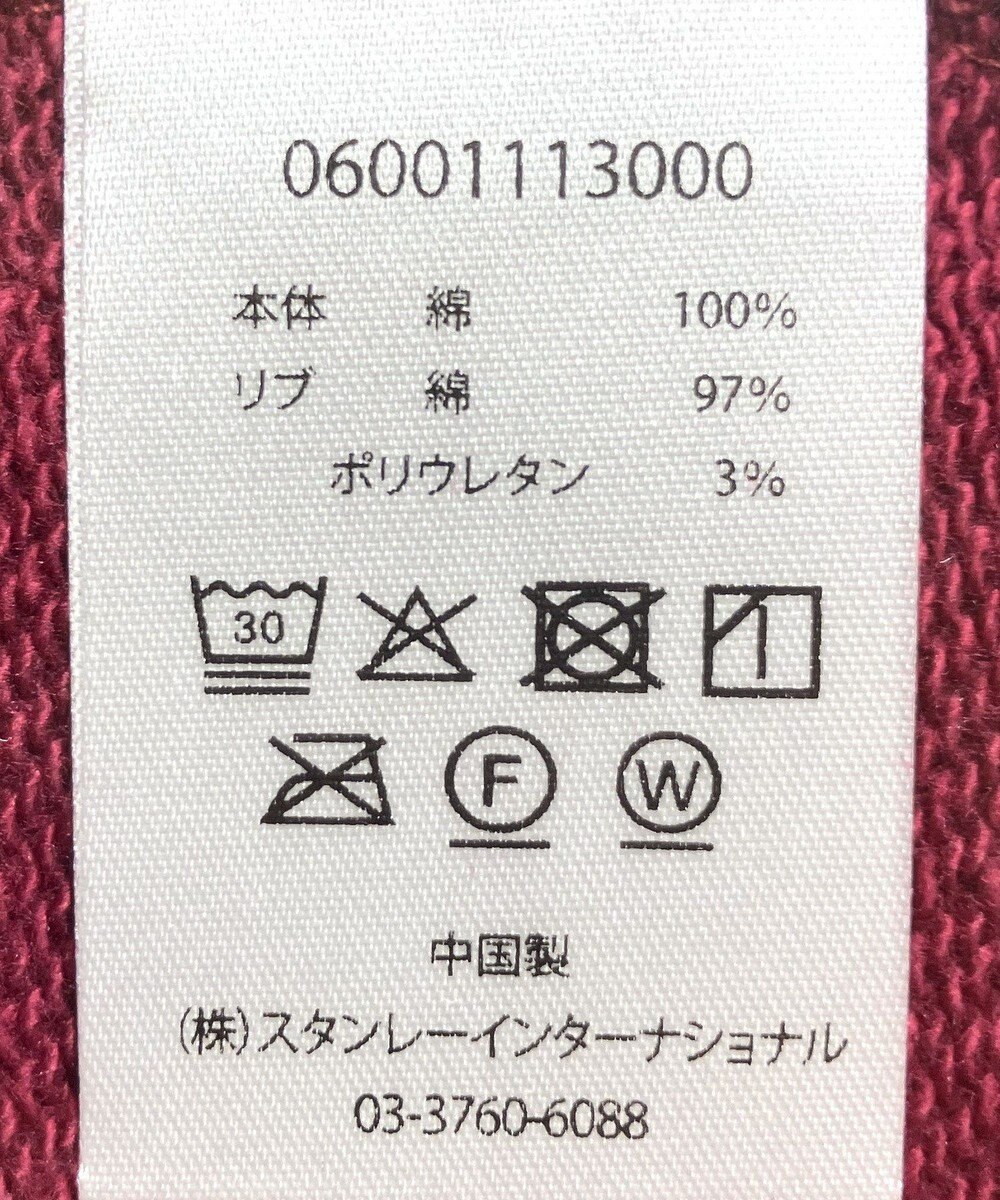 06001113000
本体 綿 100%
リブ 綿 97%
ポリウレタン 3%
30
F W
中国製
(株)スタンレーインターナショナル
03-3760-6088